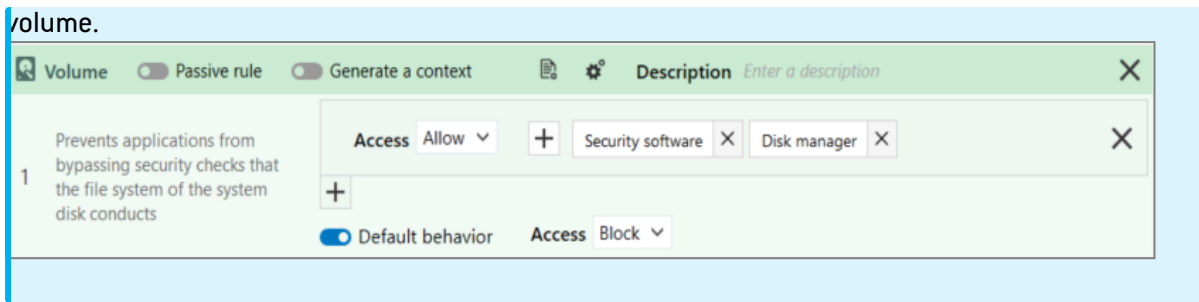 volume.
Volume Passive rule Generate a context Description Enter a description
Access Allow Security software Disk manager
1
Prevents applications from
bypassing security checks that
the file system of the system
disk conducts
Default behavior Access Block